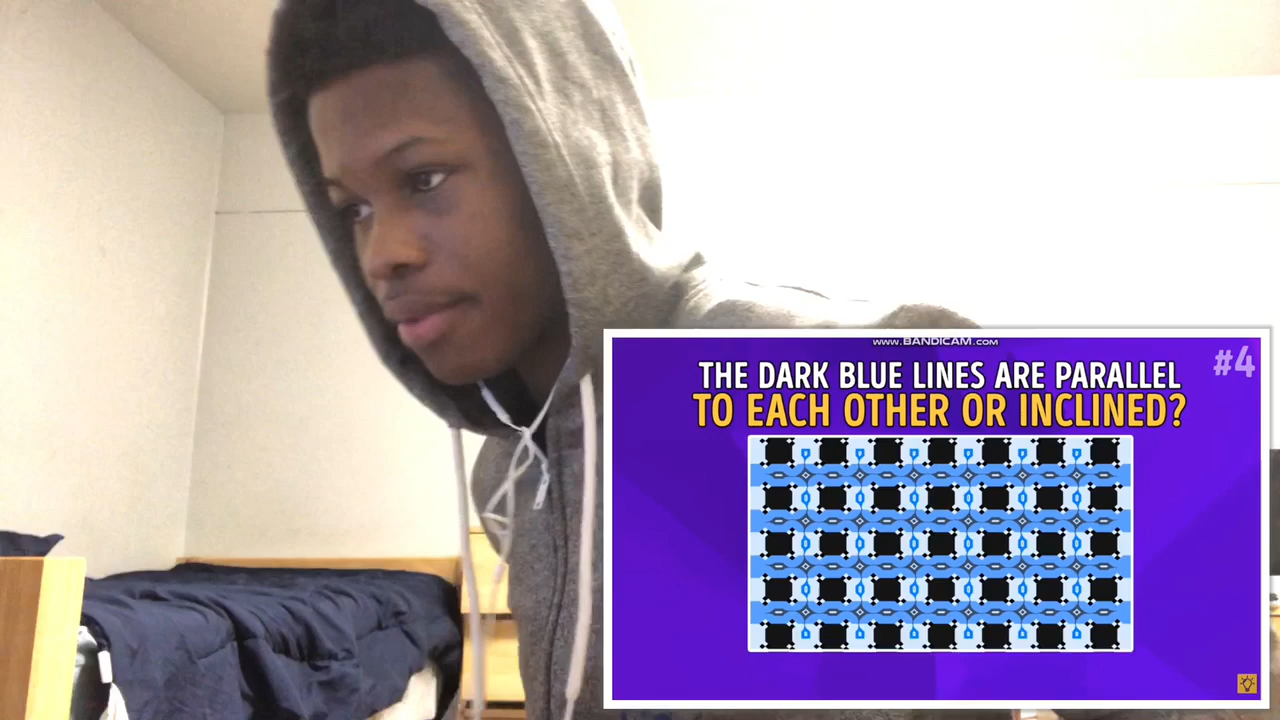 WWW.BANDICAM.COM
#4
THE DARK BLUE LINES ARE PARALLEL
TO EACH OTHER OR INCLINED?